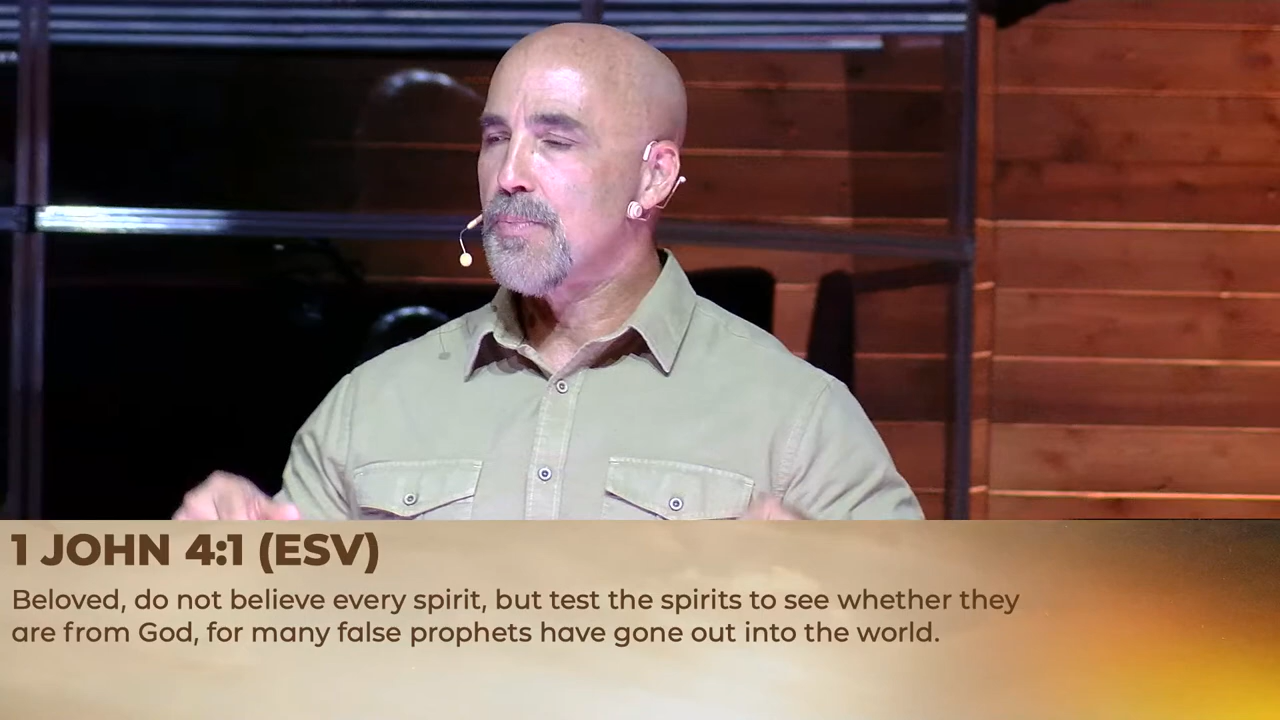 1 JOHN 4:1 (ESV)
Beloved, do not believe every spirit, but test the spirits to see whether they
are from God, for many false prophets have gone out into the world.